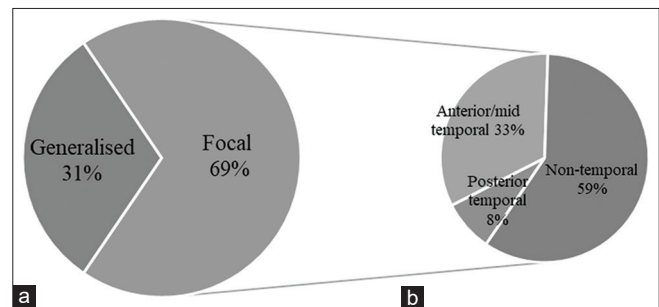 Generalised
31%
Focal
69%
Anterior/mid
temporal 33%
Posterior
temporal
8%
Non-temporal
59%
a
b